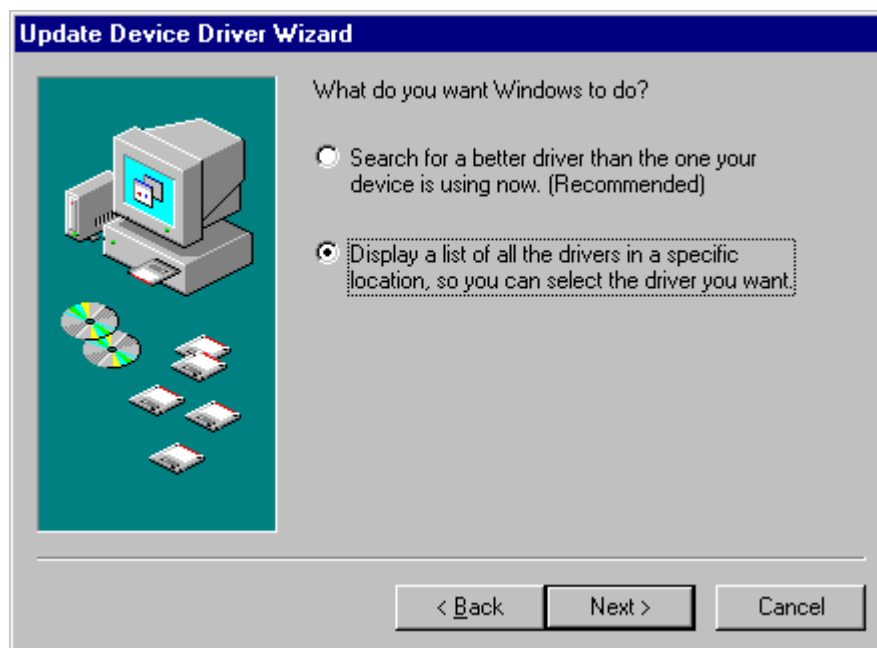 Update Device Driver Wizard
What do you want Windows to do?
Search for a better driver than the one your
device is using now. (Recommended)
Display a list of all the drivers in a specific
location, so you can select the driver you want.
< Back
Next >
Cancel